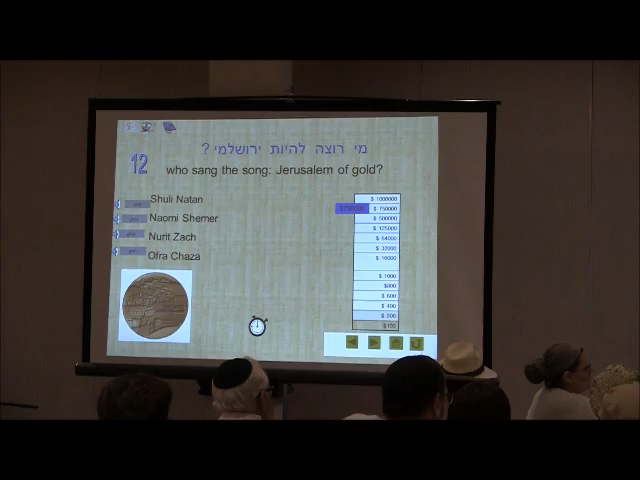 מי רוצה להיות ירושלמי ?
12
who sang the song: Jerusalem of gold?
Shuli Natan
Naomi Shemer
Nurit Zach
Ofra Chaza
$ 1000000
$ 750000
$ 500000
$ 125000
$ 64000
$ 32000
$ 16000
$ 1000
$800
$ 600
$ 400
$ 200
$100